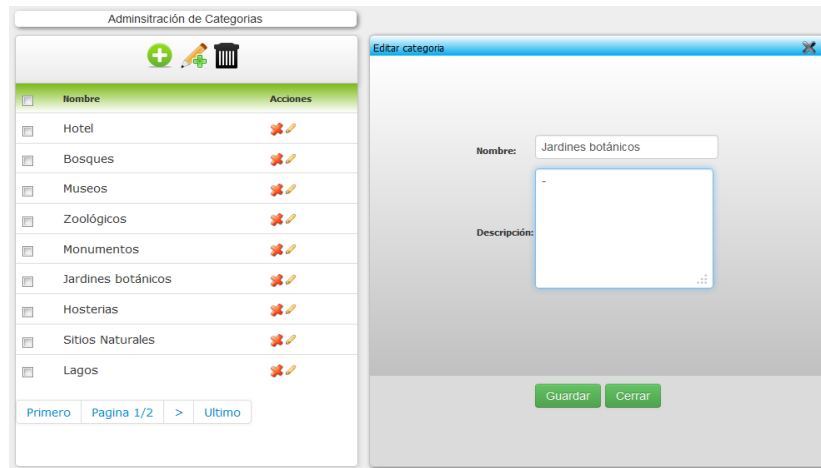 Adminsitración de Categorias
Nombre Acciones
Hotel
Bosques
Museos
Zoológicos
Monumentos
Jardines botánicos
Hosterias
Sitios Naturales
Lagos
Primero Pagina 1/2 > Ultimo
Editar categoria
Nombre: Jardines botánicos
Descripción: -
Guardar Cerrar